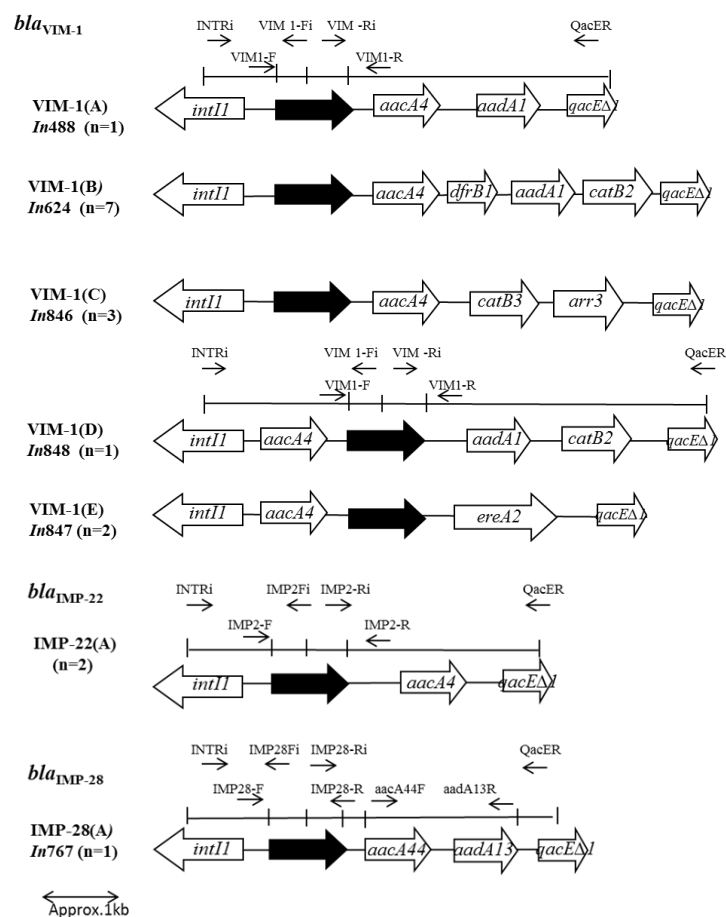 blaVIM-1
INTRi VIM 1-Fi VIM -Ri QacER
VIM1-F VIM1-R
VIM-1(A)
In488 (n=1)
intI1 aacA4 aadA1 qacEΔ1
VIM-1(B)
In624 (n=7)
intI1 aacA4 dfrB1 aadA1 catB2 qacEΔ1
VIM-1(C)
In846 (n=3)
intI1 aacA4 catB3 arr3 qacEΔ1
INTRi VIM 1-Fi VIM -Ri QacER
VIM1-F VIM1-R
VIM-1(D)
In848 (n=1)
intI1 aacA4 aadA1 catB2 qacEΔ1
VIM-1(E)
In847 (n=2)
intI1 aacA4 ereA2 qacEΔ1
blaIMP-22
INTRi IMP2Fi IMP2-Ri QacER
IMP2-F IMP2-R
IMP-22(A)
(n=2)
intI1 aacA4 qacEΔ1
blaIMP-28
INTRi IMP28Fi IMP28-Ri QacER
IMP28-F IMP28-R aacA44F aadA13R
IMP-28(A)
In767 (n=1)
intI1 aacA44 aadA13 qacEΔ1
Approx.1kb